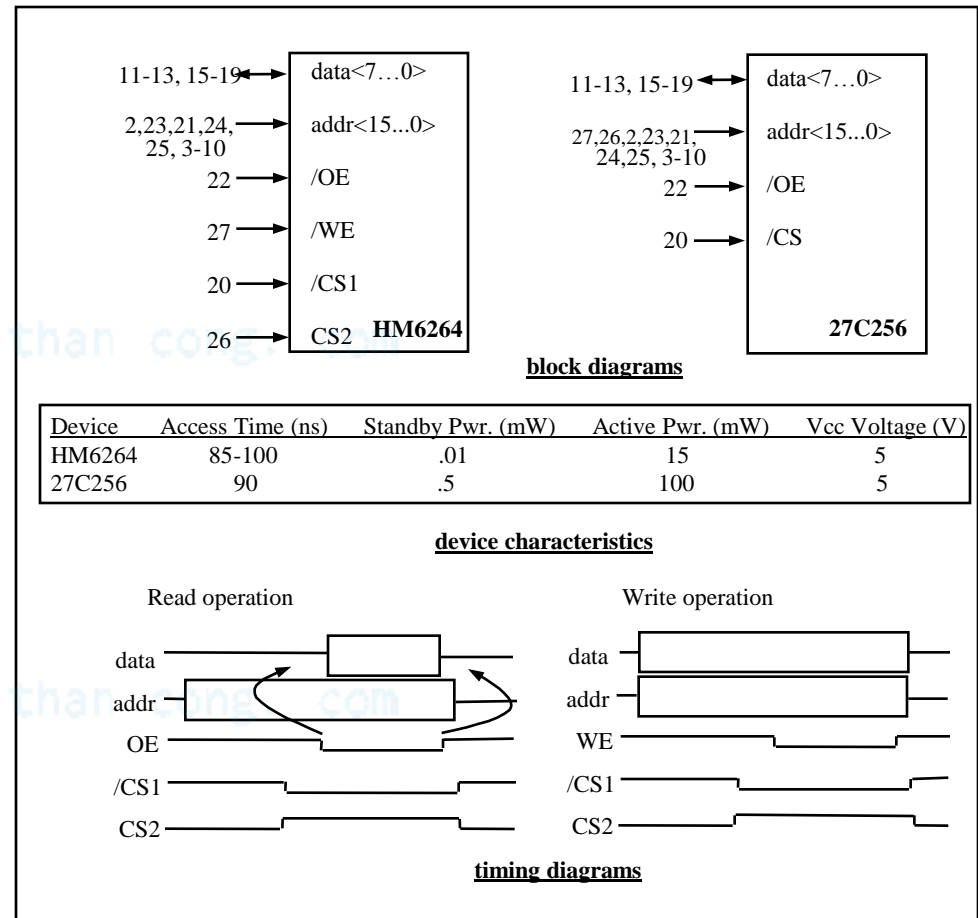 11-13, 15-19
data<7…0>
2,23,21,24,
25, 3-10
addr<15...0>
22
/OE
27
/WE
20
/CS1
26
CS2
HM6264
11-13, 15-19
data<7…0>
27,26,2,23,21,
24,25, 3-10
addr<15...0>
22
/OE
20
/CS
27C256
than cong. com
block diagrams
Device Access Time (ns) Standby Pwr. (mW) Active Pwr. (mW) Vcc Voltage (V)
HM6264 85-100 .01 15 5
27C256 90 .5 100 5
device characteristics
Read operation
data
addr
OE
/CS1
CS2
Write operation
data
addr
WE
/CS1
CS2
than cong. com
timing diagrams